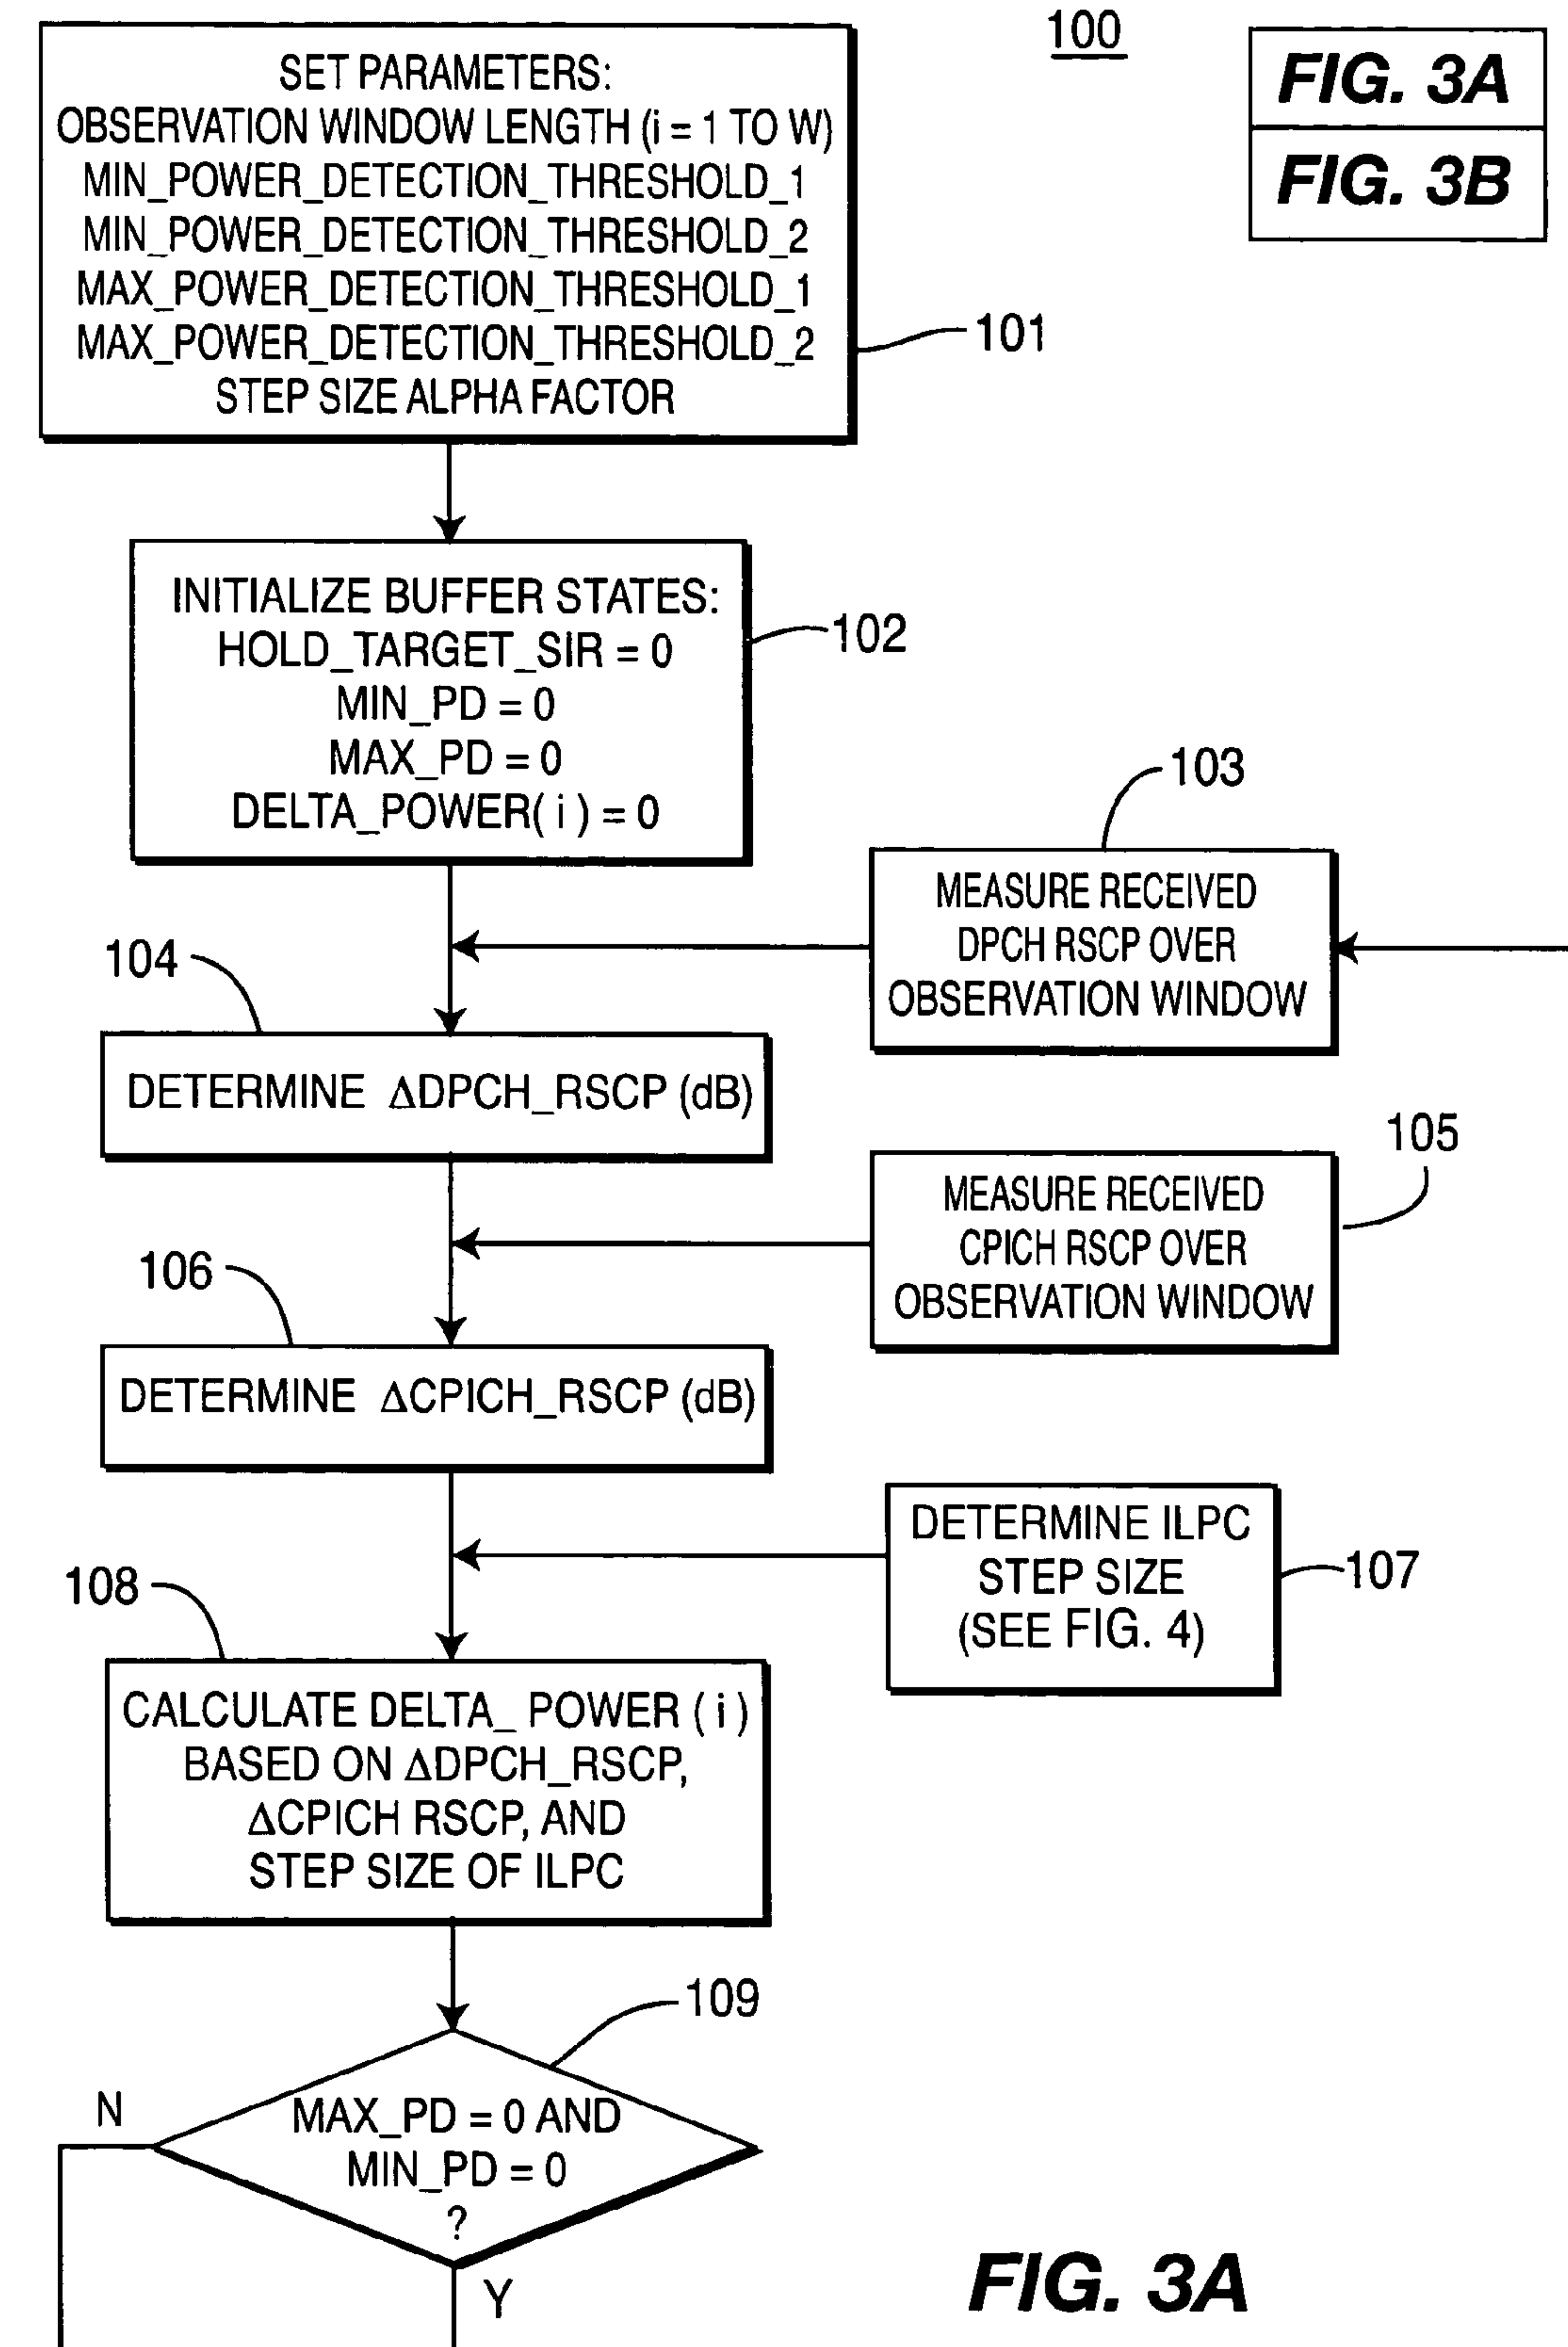 100
FIG. 3A
FIG. 3B
SET PARAMETERS:
OBSERVATION WINDOW LENGTH (i = 1 TO W)
MIN_POWER_DETECTION_THRESHOLD_1
MIN_POWER_DETECTION_THRESHOLD_2
MAX_POWER_DETECTION_THRESHOLD_1
MAX_POWER_DETECTION_THRESHOLD_2
STEP SIZE ALPHA FACTOR
101
INITIALIZE BUFFER STATES:
HOLD_TARGET_SIR = 0
MIN_PD = 0
MAX_PD = 0
DELTA_POWER( i ) = 0
102
103
MEASURE RECEIVED
DPCH RSCP OVER
OBSERVATION WINDOW
104
DETERMINE ΔDPCH_RSCP (dB)
105
MEASURE RECEIVED
CPICH RSCP OVER
OBSERVATION WINDOW
106
DETERMINE ΔCPICH_RSCP (dB)
DETERMINE ILPC
STEP SIZE
(SEE FIG. 4)
107
108
CALCULATE DELTA_ POWER ( i )
BASED ON ΔDPCH_RSCP,
ΔCPICH RSCP, AND
STEP SIZE OF ILPC
109
N
MAX_PD = 0 AND
MIN_PD = 0
?
Y
FIG. 3A